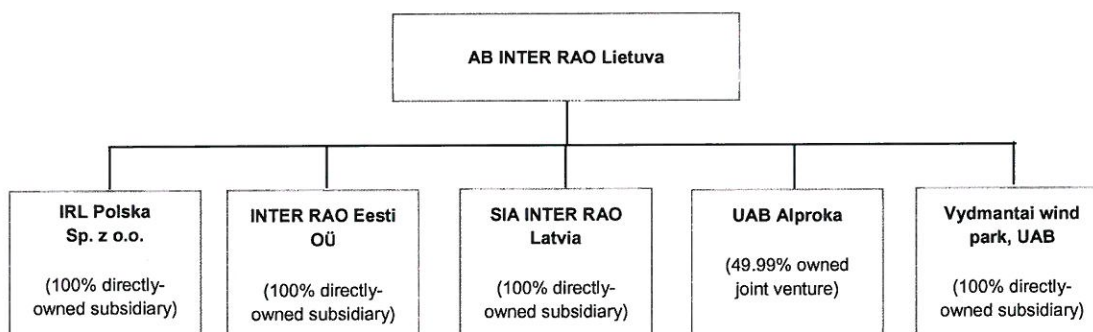 AB INTER RAO Lietuva
IRL Polska
Sp. z o.o.
(100% directly-
owned subsidiary)
INTER RAO Eesti
OÜ
(100% directly-
owned subsidiary)
SIA INTER RAO
Latvia
(100% directly-
owned subsidiary)
UAB Alproka
(49.99% owned
joint venture)
Vydmantai wind
park, UAB
(100% directly-
owned subsidiary)